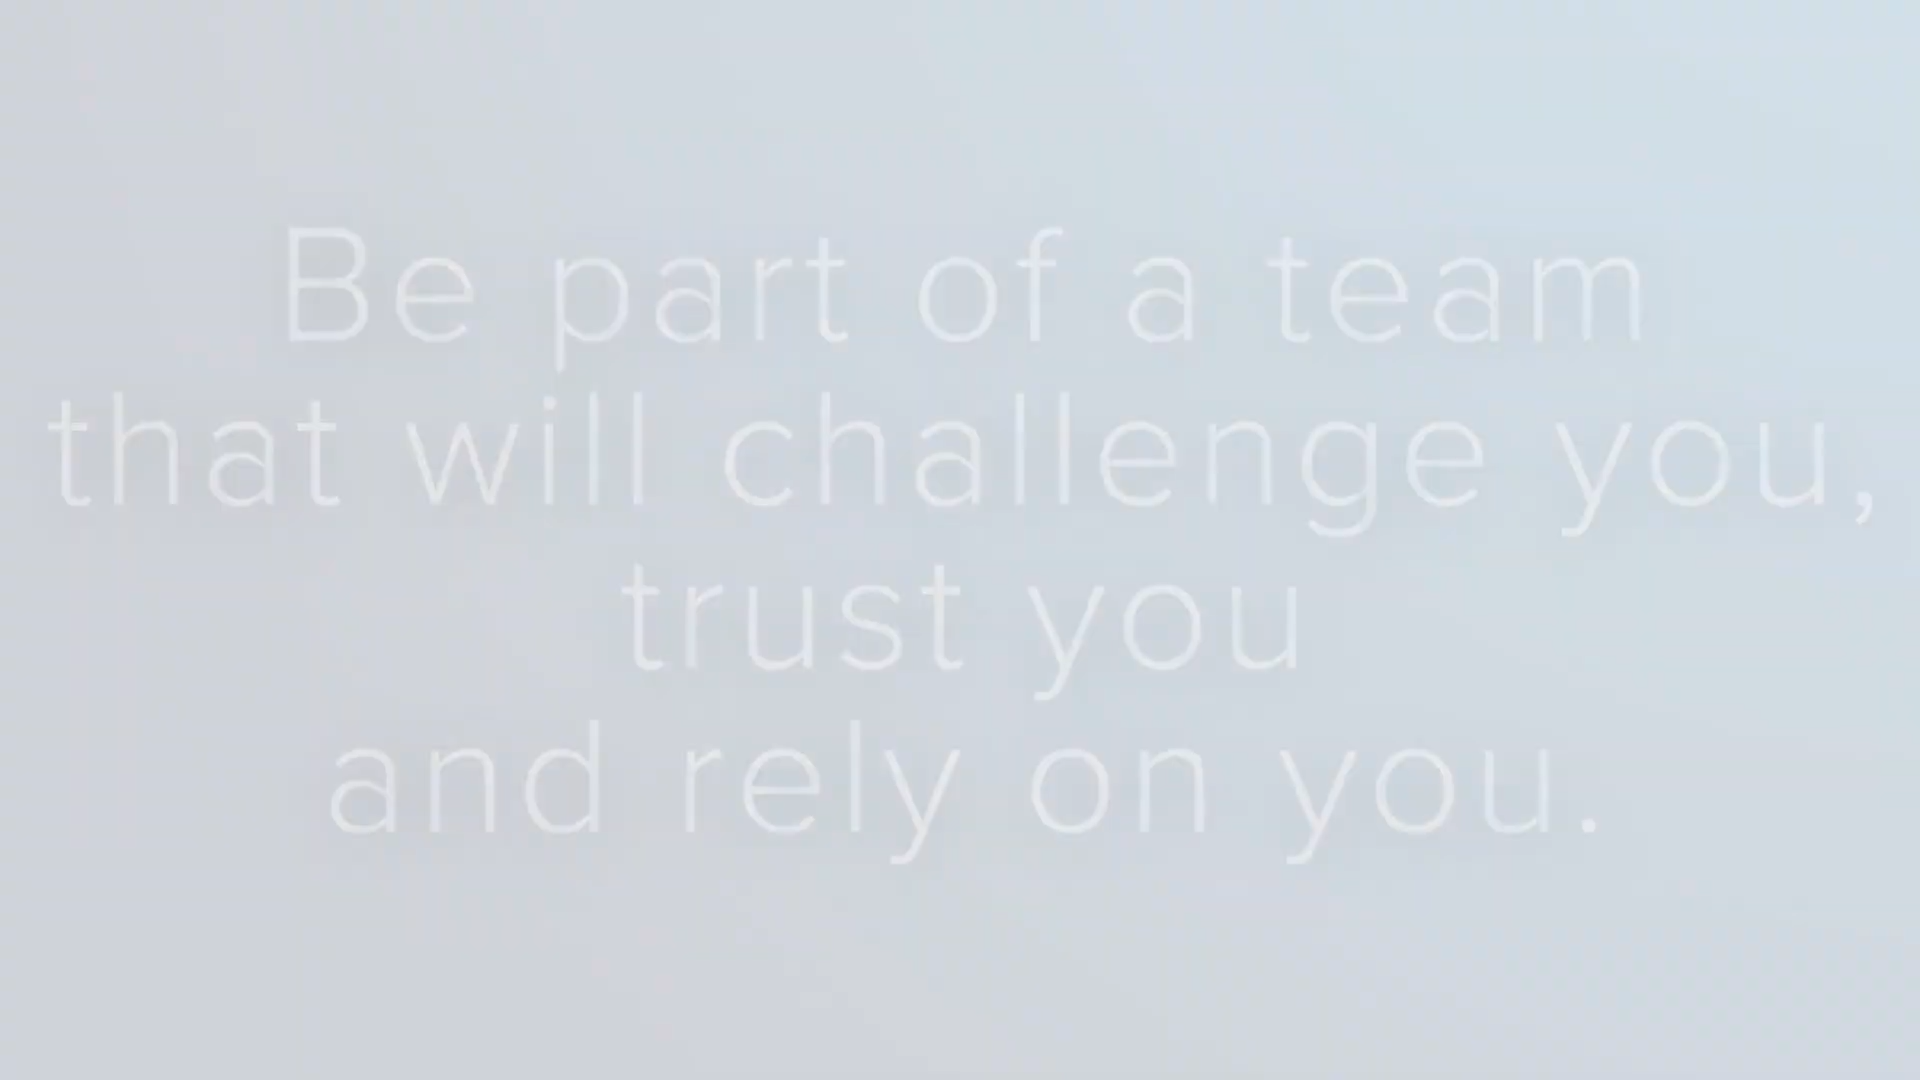 Be part of a team
that will challenge you,
trust you
and rely on you.